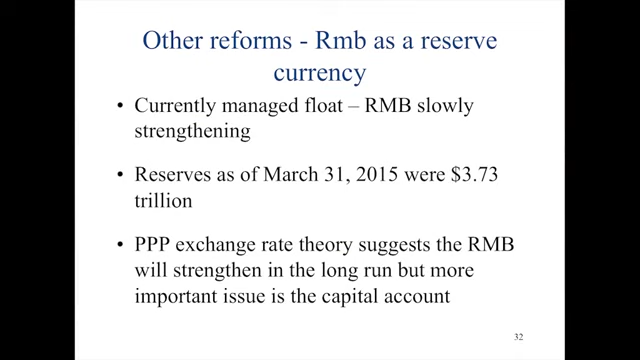 Other reforms - Rmb as a reserve
currency
• Currently managed float – RMB slowly
strengthening
• Reserves as of March 31, 2015 were $3.73
trillion
• PPP exchange rate theory suggests the RMB
will strengthen in the long run but more
important issue is the capital account
32